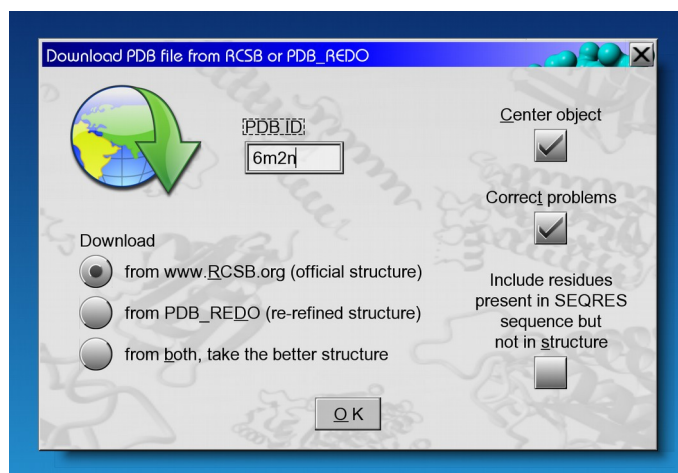 Download PDB file from RCSB or PDB_REDO
X
PDB ID:
6m2n
Center object
Correct problems
Download
from www.RCSB.org (official structure)
from PDB_REDO (re-refined structure)
from both, take the better structure
Include residues
present in SEQRES
sequence but
not in structure
OK